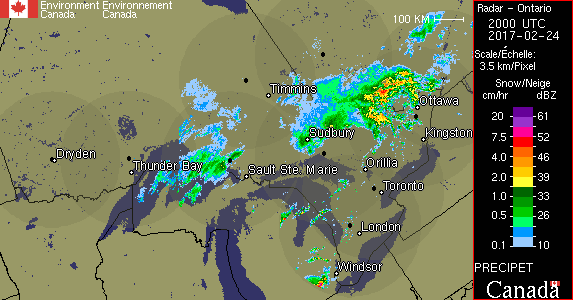 Environment Environnement
Canada Canada
100 KM
Timmins
Ottawa
Sudbury
Kingston
Dryden
Thunder Bay
Sault Ste. Marie
Orillia
Toronto
London
Windsor
Radar - Ontario
2000 UTC
2017-02-24
Scale/Échelle:
3.5 km/Pixel
Snow/Neige
cm/hr dBZ
20 61
7.5 52
4.0 46
2.0 39
1.0 33
0.5 26
0.1 10
PRECIPET
Canada